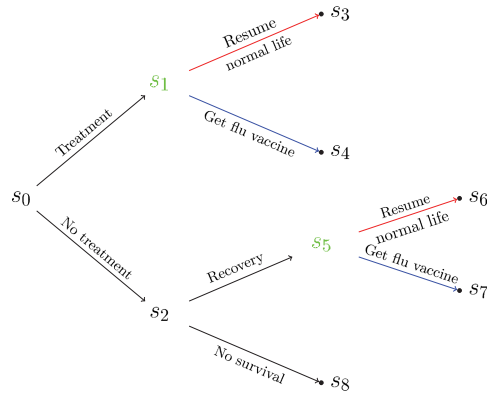 Resume
normal life
s₃
s₁
Treatment
Get flu vaccine
s₄
s₀
No treatment
Resume
normal life
s₆
s₅
Recovery
Get flu vaccine
s₇
s₂
No survival
s₈